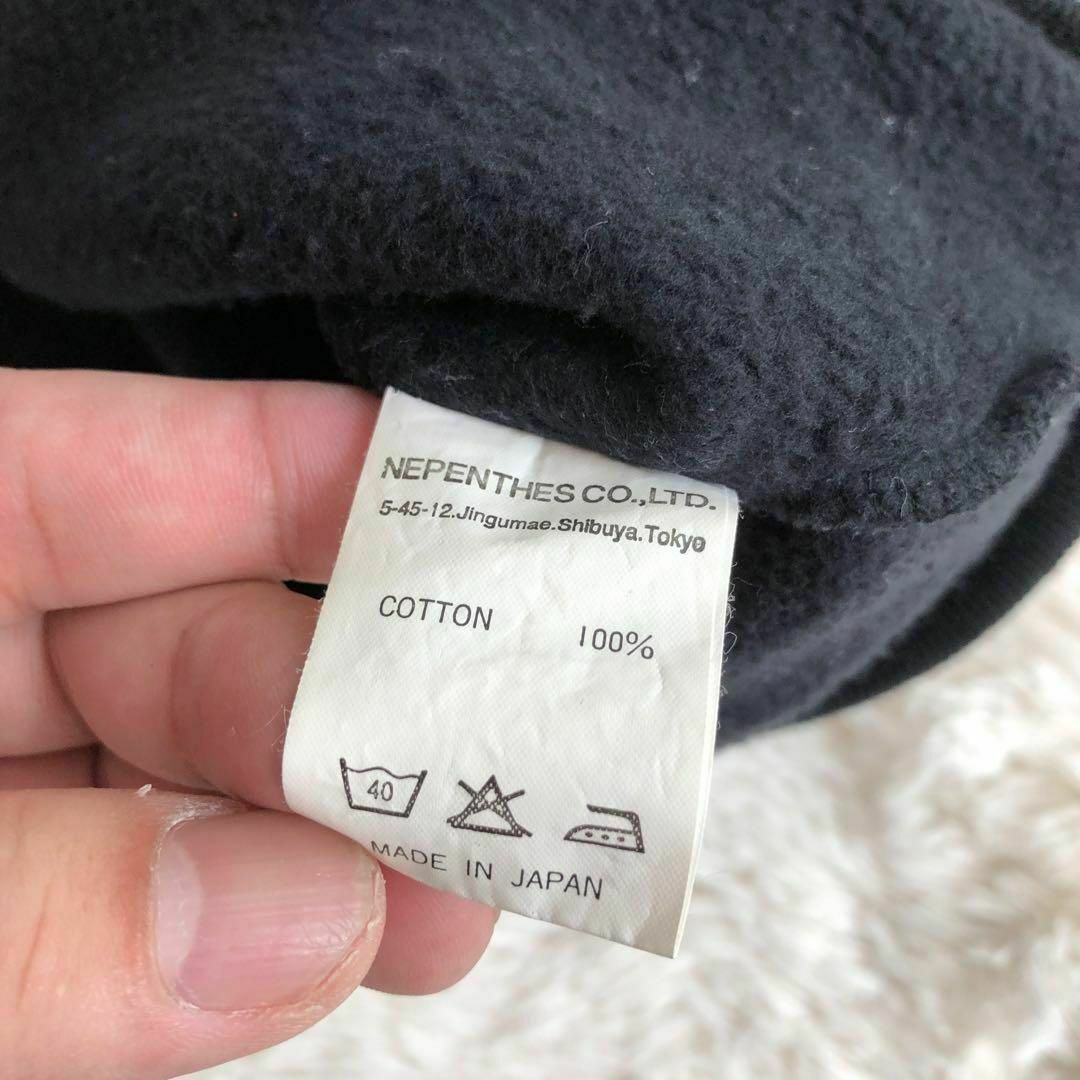 NEPENTHES CO.,LTD.
5-45-12.Jingumae.Shibuya.Tokyo
COTTON 100%
40
MADE IN JAPAN